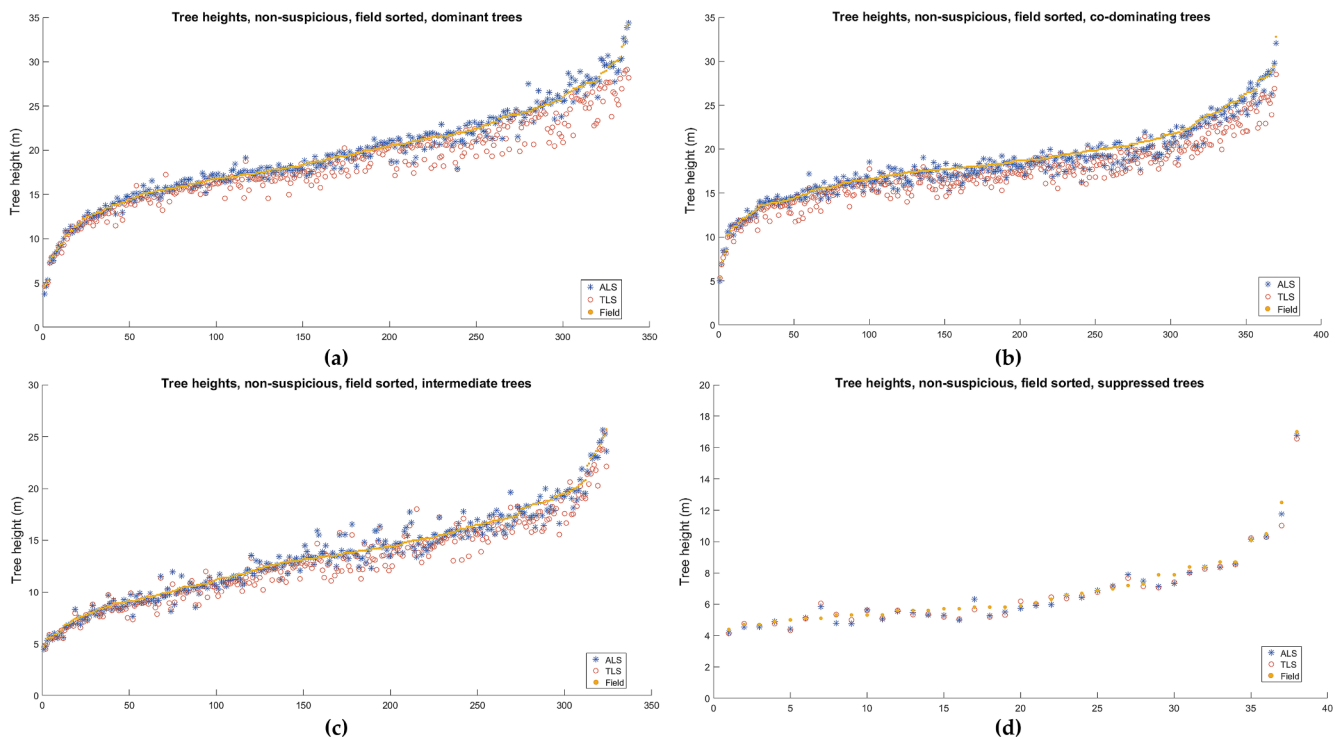 Tree heights, non-suspicious, field sorted, dominant trees
35
30
25
20
15
10
5
0
Tree height (m)
0 50 100 150 200 250 300 350
ALS
TLS
Field
(a)
Tree heights, non-suspicious, field sorted, co-dominating trees
35
30
25
20
15
10
5
0
Tree height (m)
0 50 100 150 200 250 300 350 400
ALS
TLS
Field
(b)
Tree heights, non-suspicious, field sorted, intermediate trees
30
25
20
15
10
5
0
Tree height (m)
0 50 100 150 200 250 300 350
ALS
TLS
Field
(c)
Tree heights, non-suspicious, field sorted, suppressed trees
20
18
16
14
12
10
8
6
4
2
0
Tree height (m)
0 5 10 15 20 25 30 35 40
ALS
TLS
Field
(d)